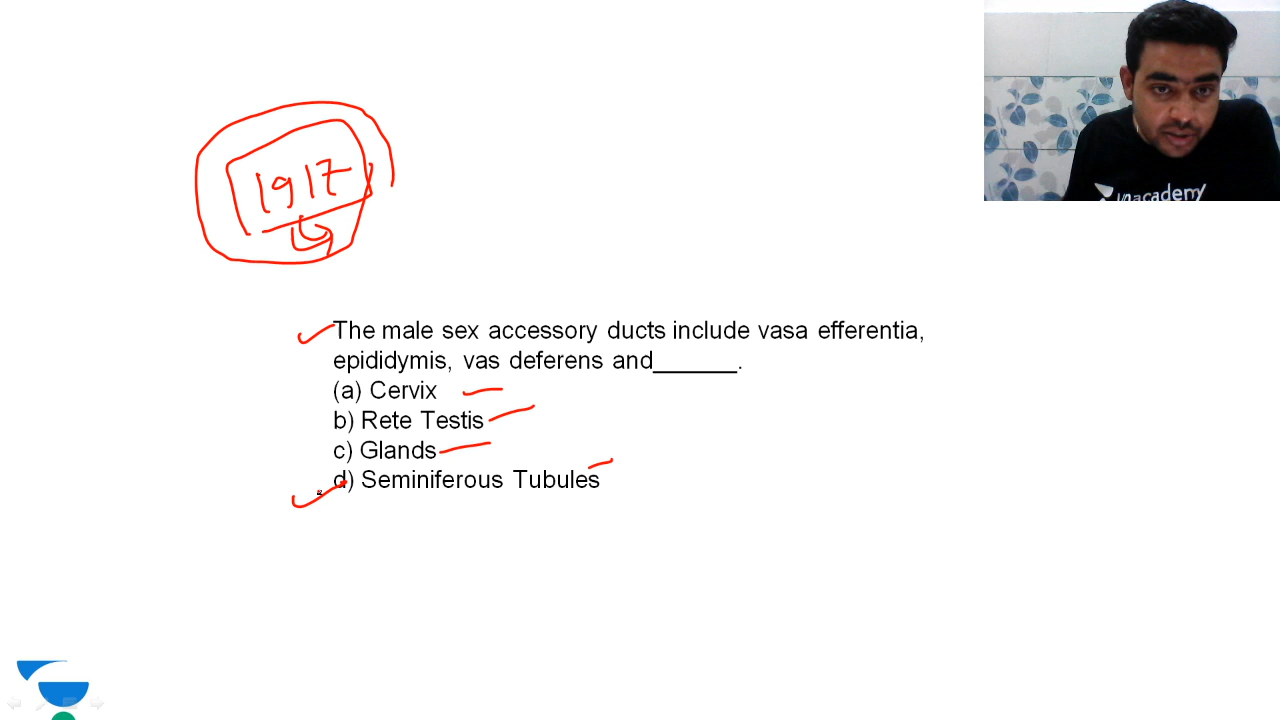 1917
The male sex accessory ducts include vasa efferentia,
epididymis, vas deferens and______.
(a) Cervix
b) Rete Testis
c) Glands
d) Seminiferous Tubules
unacademy